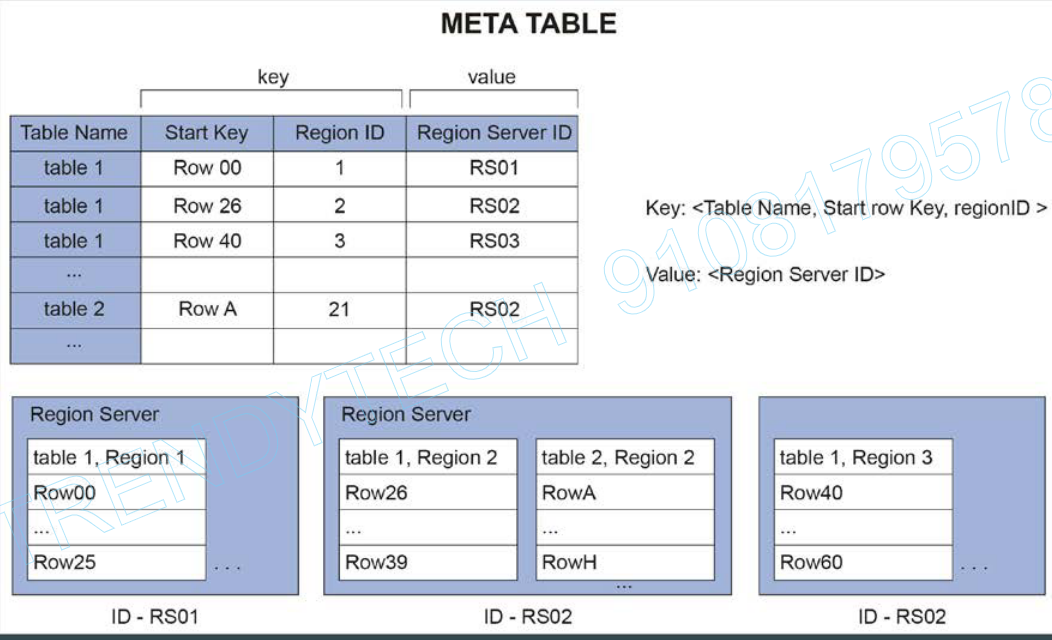 META TABLE
key value
Table Name Start Key Region ID Region Server ID
table 1 Row 00 1 RS01
table 1 Row 26 2 RS02
table 1 Row 40 3 RS03
...
table 2 Row A 21 RS02
...
Key: <Table Name, Start row Key, regionID >
Value: <Region Server ID>
TRENDYTECH 9108179578
Region Server
table 1, Region 1
Row00
...
Row25
. . .
ID - RS01
Region Server
table 1, Region 2
Row26
...
Row39
table 2, Region 2
RowA
...
RowH
...
ID - RS02
table 1, Region 3
Row40
...
Row60
. . .
ID - RS02